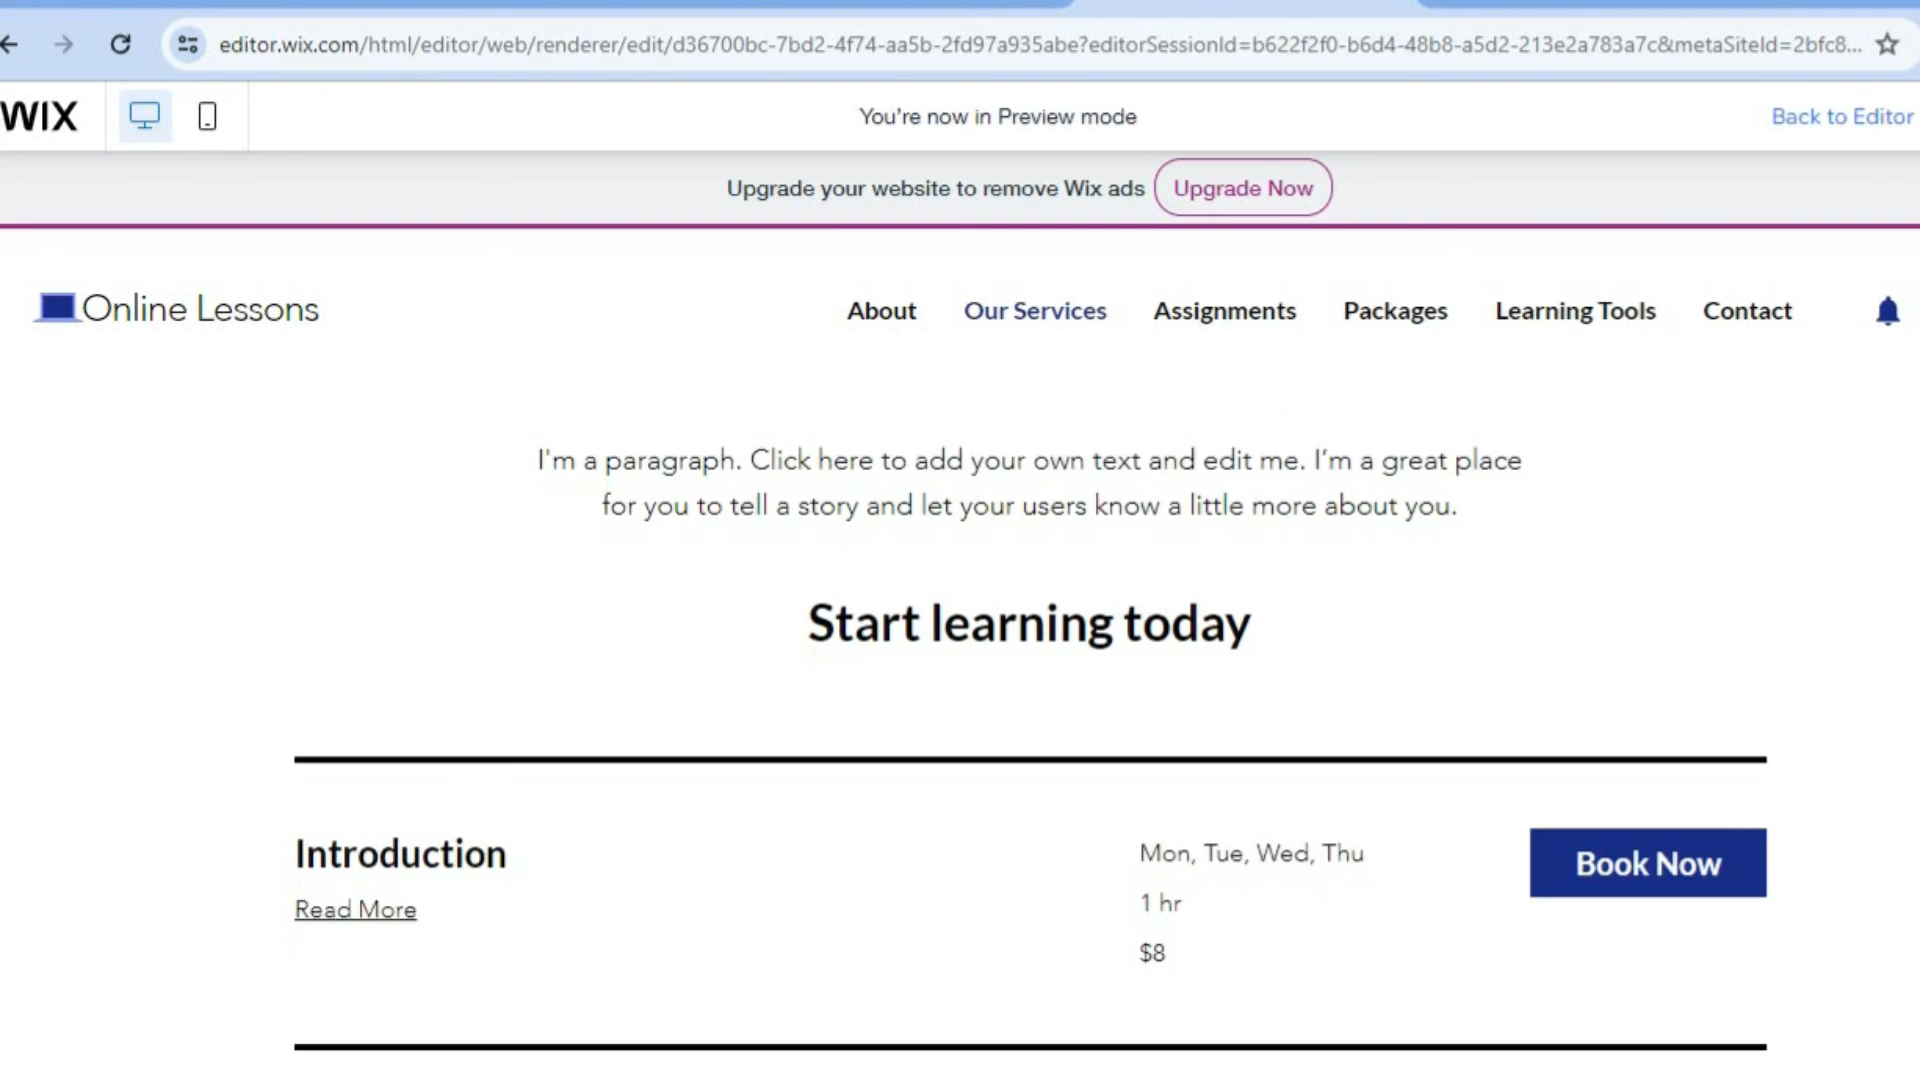 editor.wix.com/html/editor/web/renderer/edit/d36700bc-7bd2-4f74-aa5b-2fd97a935abe?editorSessionId=b622f2f0-b6d4-48b8-a5d2-213e2a783a7c&metaSiteId=2bfc8...
WIX
You're now in Preview mode
Back to Editor
Upgrade your website to remove Wix ads
Upgrade Now
Online Lessons
About
Our Services
Assignments
Packages
Learning Tools
Contact
I'm a paragraph. Click here to add your own text and edit me. I'm a great place
for you to tell a story and let your users know a little more about you.
Start learning today
Introduction
Read More
Mon, Tue, Wed, Thu
1 hr
$8
Book Now